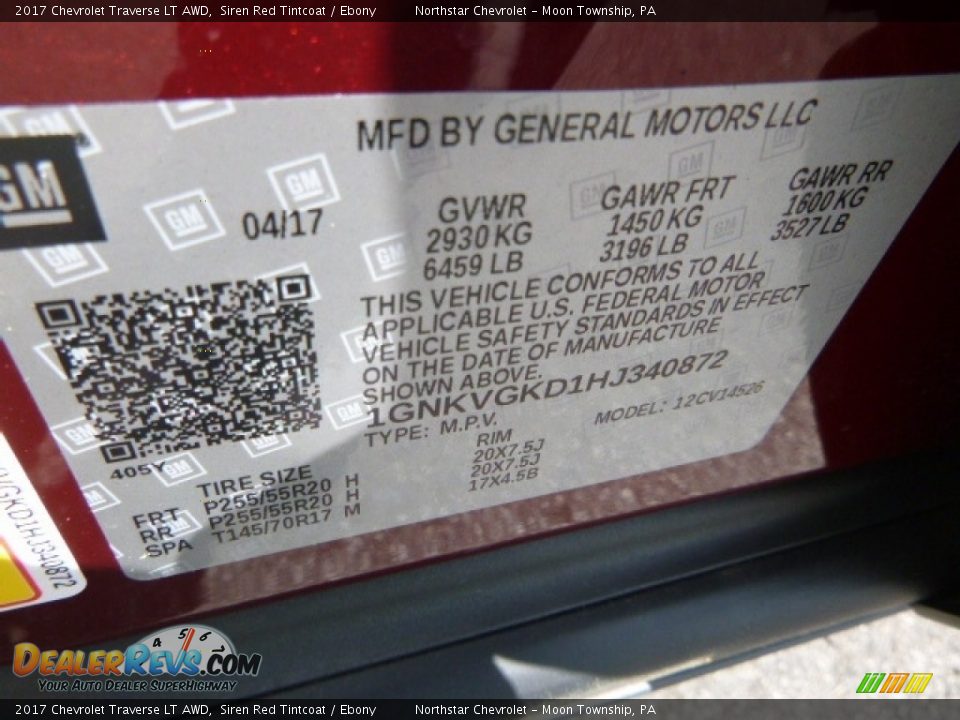 2017 Chevrolet Traverse LT AWD, Siren Red Tintcoat / Ebony Northstar Chevrolet - Moon Township, PA
MFD BY GENERAL MOTORS LLC
GM
04/17
GVWR GAWR FRT GAWR RR
2930 KG 1450 KG 1600 KG
6459 LB 3196 LB 3527 LB
THIS VEHICLE CONFORMS TO ALL
APPLICABLE U.S. FEDERAL MOTOR
VEHICLE SAFETY STANDARDS IN EFFECT
ON THE DATE OF MANUFACTURE
SHOWN ABOVE.
1GNKVGKD1HJ340872
TYPE: M.P.V. MODEL: 12CV14526
405Y
TIRE SIZE RIM
FRT P255/55R20 H 20X7.5J
RR P255/55R20 H 20X7.5J
SPA T145/70R17 M 17X4.5B
VGKD1HJ340872
DEALERREVS.COM
YOUR AUTO DEALER SUPERHIGHWAY
4 5 6
2017 Chevrolet Traverse LT AWD, Siren Red Tintcoat / Ebony Northstar Chevrolet - Moon Township, PA